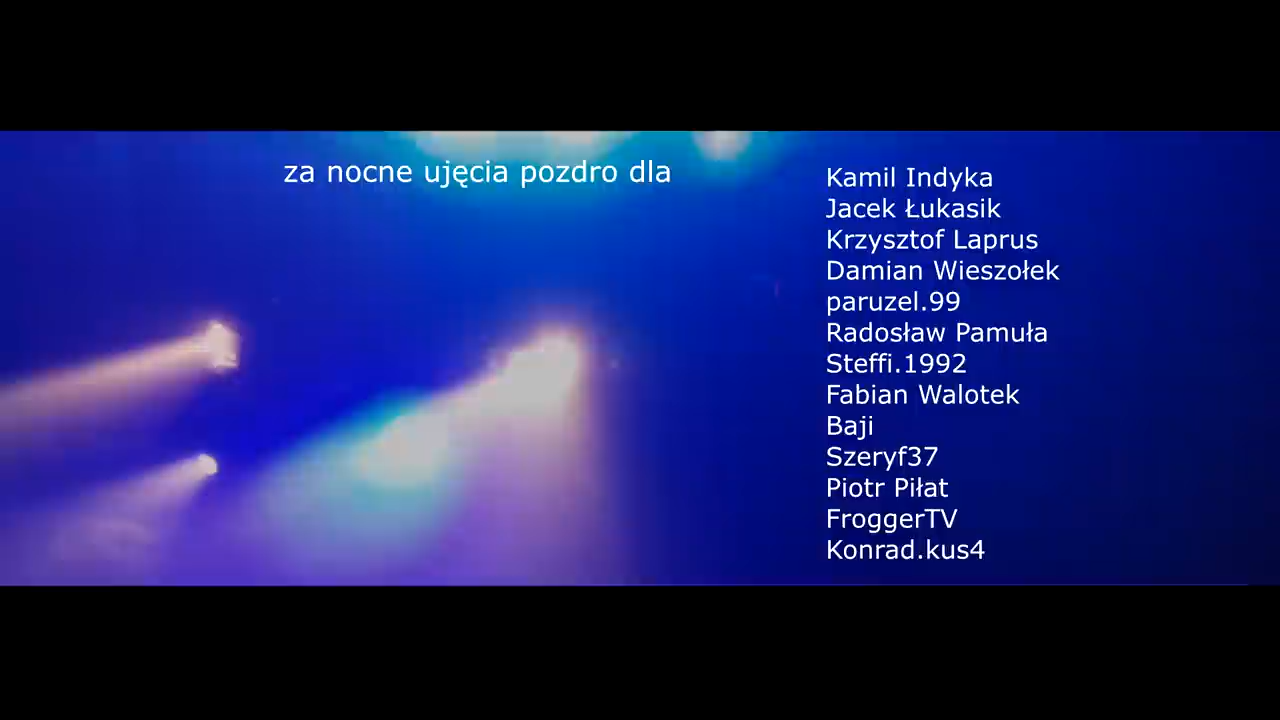 za nocne ujęcia pozdro dla
Kamil Indyka
Jacek Łukasik
Krzysztof Laprus
Damian Wieszołek
paruzel.99
Radosław Pamuła
Steffi.1992
Fabian Walotek
Baji
Szeryf37
Piotr Piłat
FroggerTV
Konrad.kus4